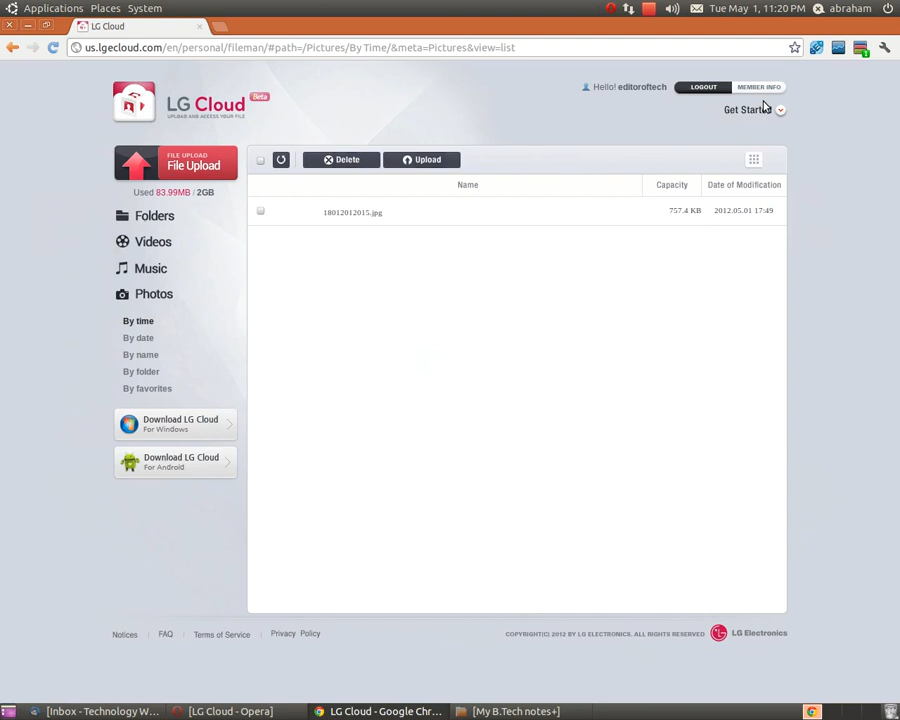 Applications Places System
Tue May 1, 11:20 PM abraham
LG Cloud
us.lgecloud.com/en/personal/fileman/#path=/Pictures/By Time/&meta=Pictures&view=list
LG Cloud Beta
UPLOAD AND ACCESS YOUR FILE
Hello! editoroftech LOGOUT MEMBER INFO
Get Started
FILE UPLOAD
File Upload
Used 83.99MB / 2GB
Folders
Videos
Music
Photos
By time
By date
By name
By folder
By favorites
Download LG Cloud
For Windows
Download LG Cloud
For Android
Delete Upload
Name Capacity Date of Modification
18012012015.jpg 757.4 KB 2012.05.01 17:49
Notices FAQ Terms of Service Privacy Policy
COPYRIGHT(C) 2012 BY LG ELECTRONICS. ALL RIGHTS RESERVED LG LG Electronics
[Inbox - Technology W... [LG Cloud - Opera] LG Cloud - Google Chr... [My B.Tech notes+]